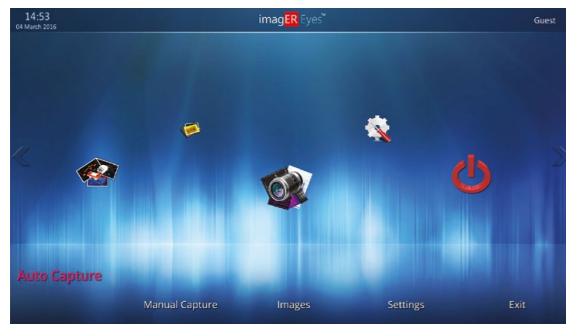 14:53
04 March 2016
imagER Eyes™
Guest
Auto Capture
Manual Capture
Images
Settings
Exit